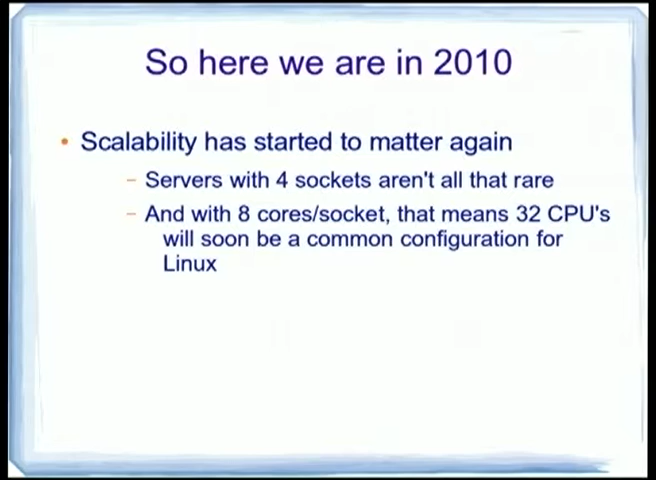 So here we are in 2010
• Scalability has started to matter again
– Servers with 4 sockets aren't all that rare
– And with 8 cores/socket, that means 32 CPU's
will soon be a common configuration for
Linux